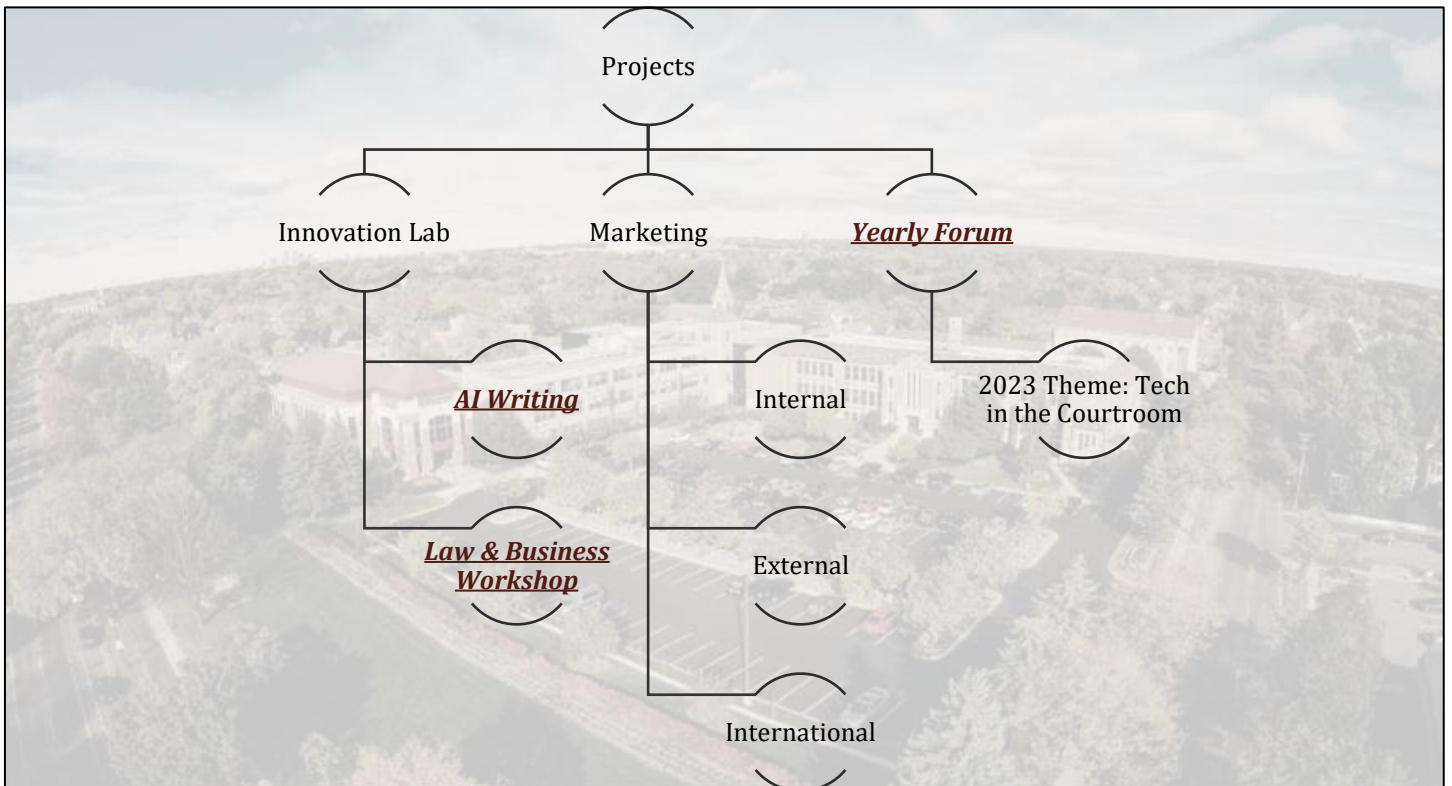 Projects
Innovation Lab
Marketing
Yearly Forum
AI Writing
Internal
2023 Theme: Tech
in the Courtroom
Law & Business
Workshop
External
International